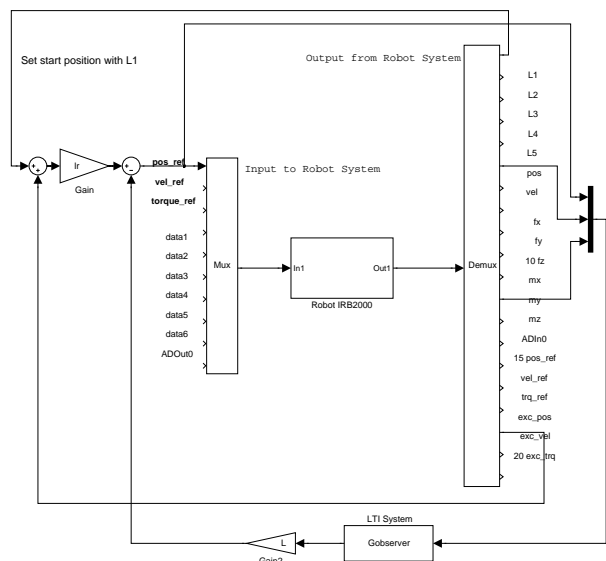 Output from Robot System
Set start position with L1
L1
L2
L3
L4
L5
pos
vel
fx
fy
10 fz
mx
my
mz
ADIn0
15 pos_ref
vel_ref
trq_ref
exc_pos
exc_vel
20 exc_trq
+
+
Ir
Gain
+
−
pos_ref
vel_ref
torque_ref
data1
data2
data3
data4
data5
data6
ADOut0
Input to Robot System
Mux
In1
Out1
Robot IRB2000
Demux
LTI System
Gobserver
L
Gain2